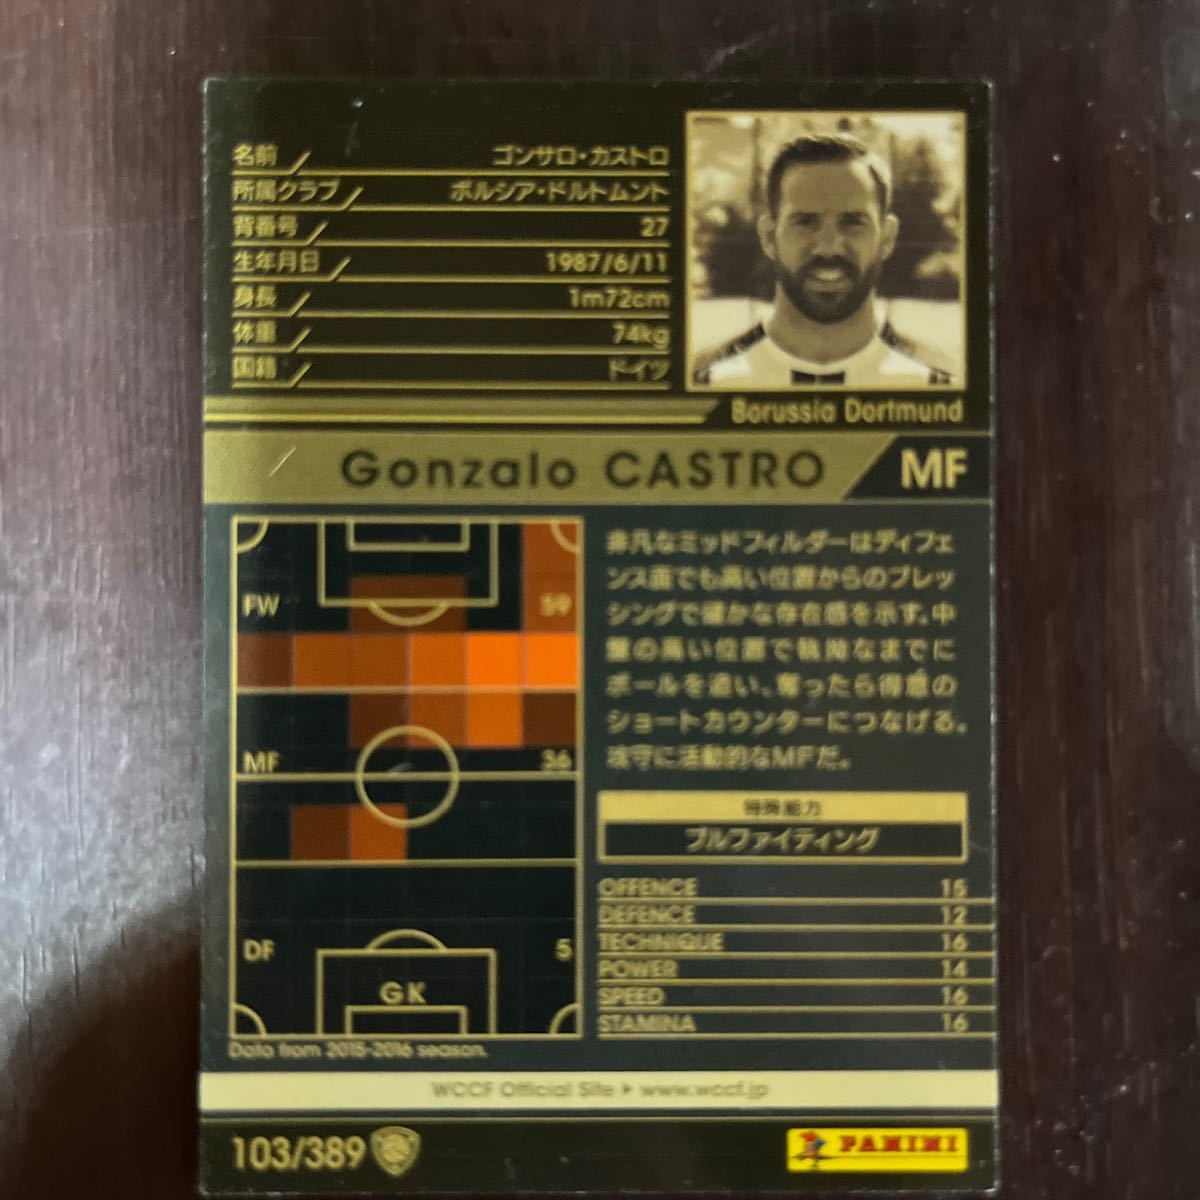 名前 ゴンサロ・カストロ
所属クラブ ボルシア・ドルトムント
背番号 27
生年月日 1987/6/11
身長 1m72cm
体重 74kg
国籍 ドイツ
Borussia Dortmund
Gonzalo CASTRO MF
FW 59
MF 36
DF 5
GK
Data from 2015-2016 season.
非凡なミッドフィルダーはディフェ
ンス面でも高い位置からのプレッ
シングで確かな存在感を示す。中
盤の高い位置で執拗なまでに
ボールを追い、奪ったら得意の
ショートカウンターにつなげる。
攻守に活動的なMFだ。
特殊能力
ブルファイティング
OFFENCE 15
DEFENCE 12
TECHNIQUE 16
POWER 14
SPEED 16
STAMINA 16
WCCF Official Site ▶ www.wccf.jp
103/389
PANINI